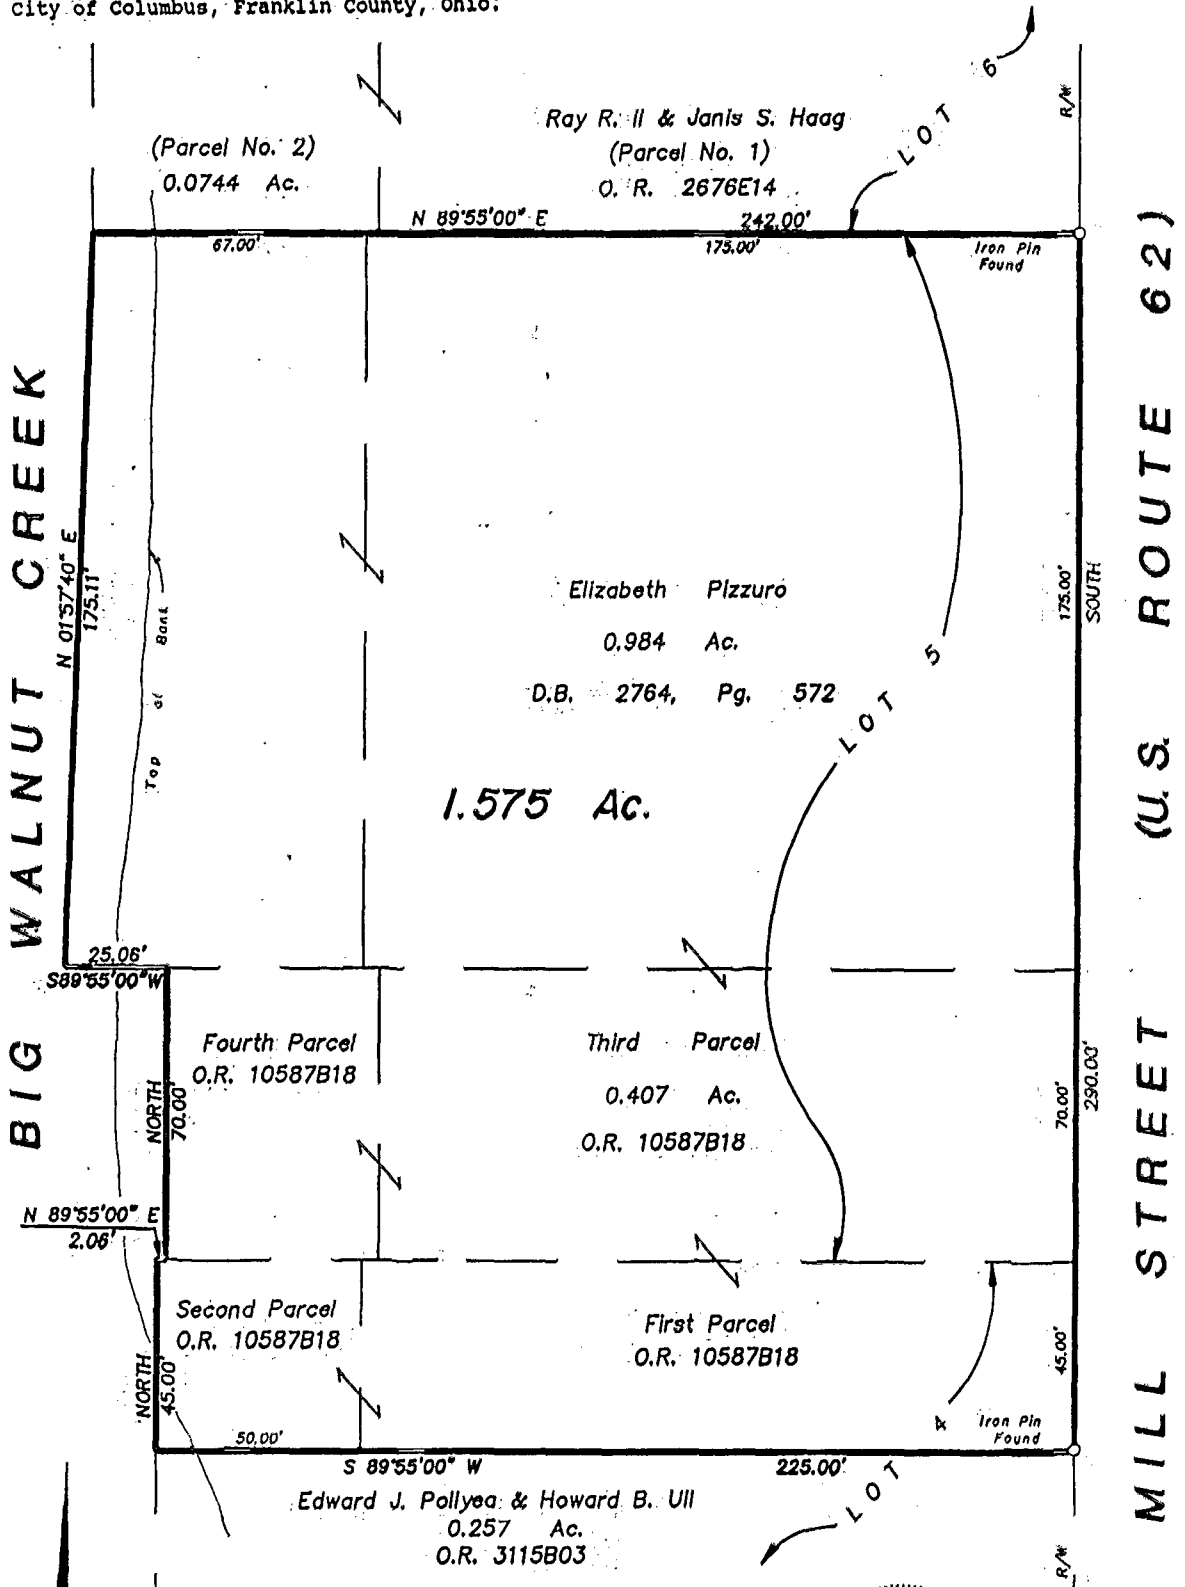 city of Columbus, Franklin County, Ohio.
LOT 6
R/W
Ray R. II & Janis S. Haag
(Parcel No. 1)
O. R. 2676E14
(Parcel No. 2)
0.0744 Ac.
N 89°55'00" E
242.00'
67.00'
175.00'
Iron Pin
Found
BIG WALNUT CREEK
N 01°57'40" E
175.11'
Top of Bank
Elizabeth Pizzuro
0.984 Ac.
D.B. 2764, Pg. 572
LOT 5
175.00'
SOUTH
MILL STREET (U.S. ROUTE 62)
1.575 Ac.
25.06'
S89°55'00"W
Fourth Parcel
O.R. 10587B18
Third Parcel
0.407 Ac.
O.R. 10587B18
NORTH
70.00'
70.00'
290.00'
N 89°55'00" E
2.06'
Second Parcel
O.R. 10587B18
First Parcel
O.R. 10587B18
NORTH
45.00'
45.00'
LOT 4
Iron Pin
Found
50.00'
S 89°55'00" W
225.00'
Edward J. Pollyea & Howard B. Ull
0.257 Ac.
O.R. 3115B03
R/W